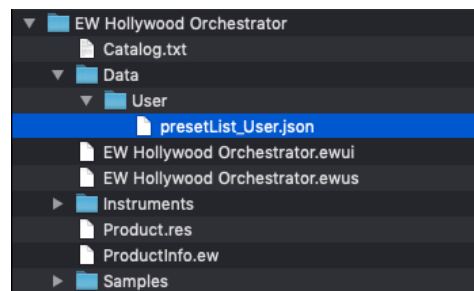 EW Hollywood Orchestrator
Catalog.txt
Data
User
presetList_User.json
EW Hollywood Orchestrator.ewui
EW Hollywood Orchestrator.ewus
Instruments
Product.res
ProductInfo.ew
Samples